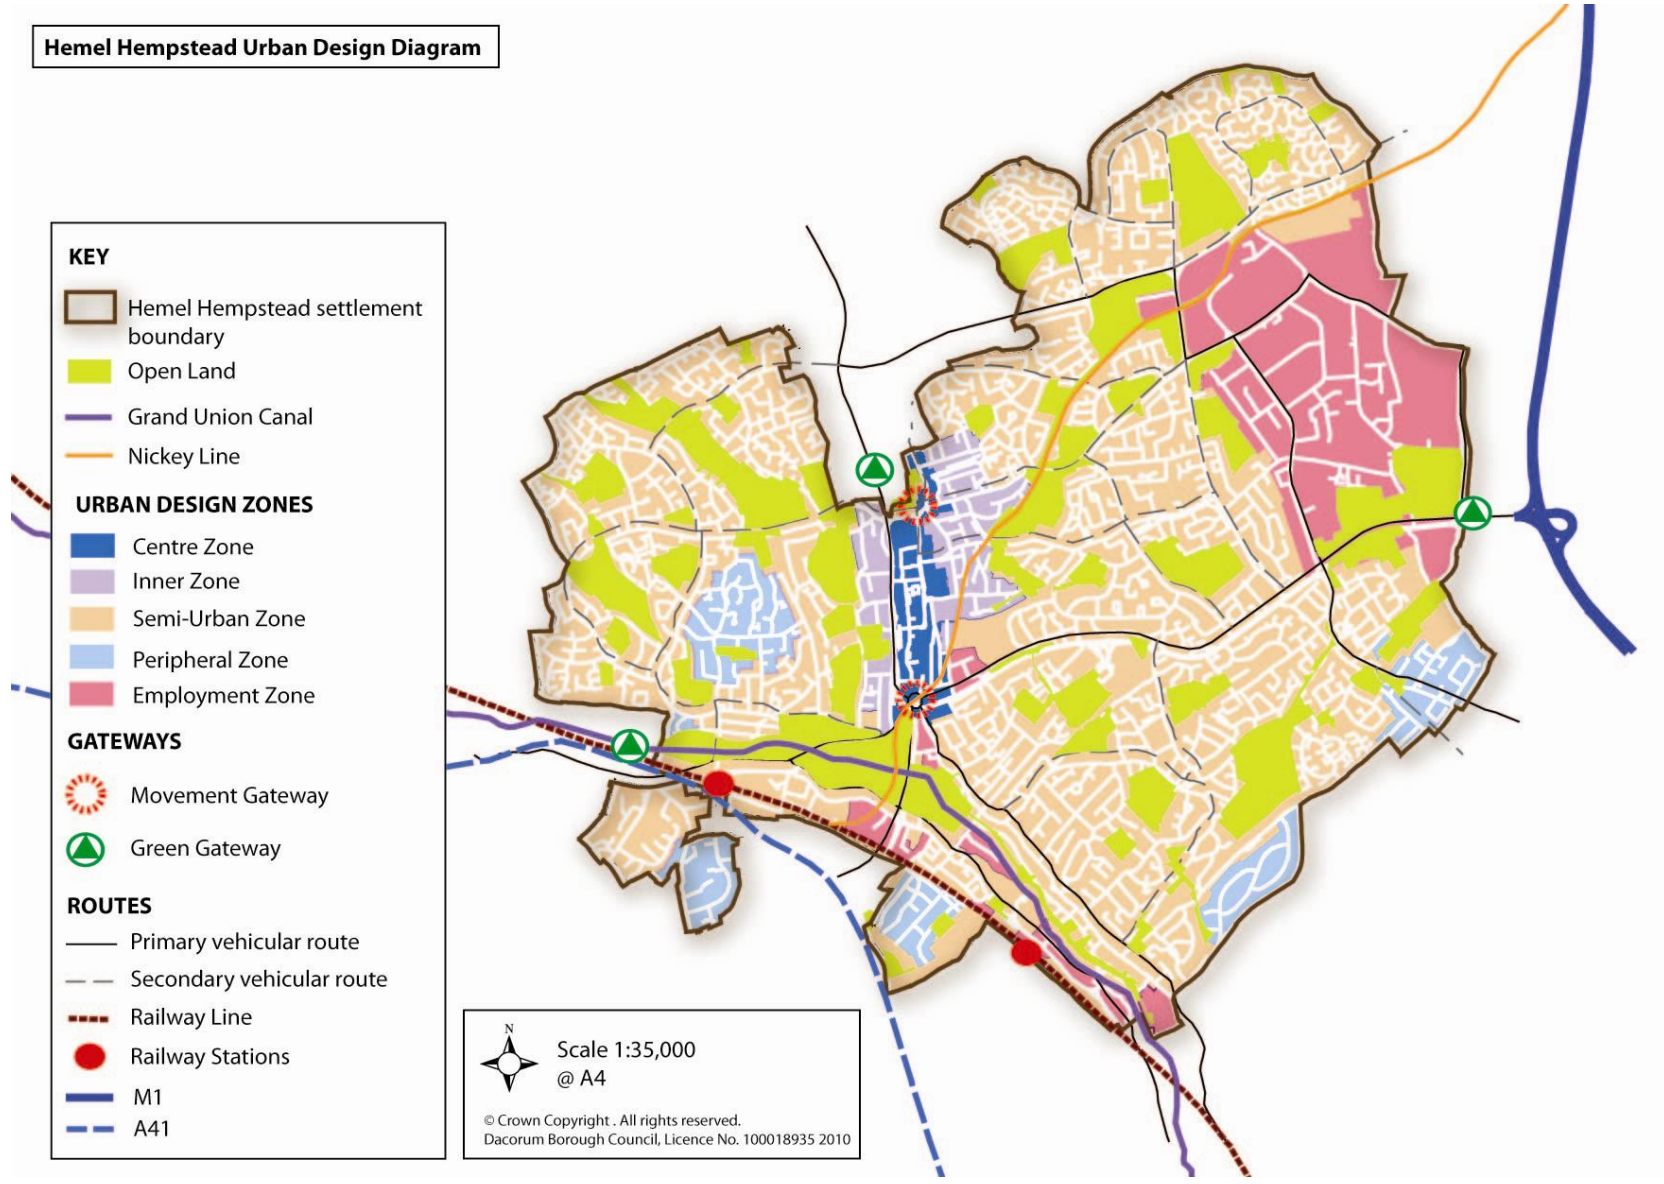 Hemel Hempstead Urban Design Diagram
KEY
Hemel Hempstead settlement
boundary
Open Land
Grand Union Canal
Nickey Line
URBAN DESIGN ZONES
Centre Zone
Inner Zone
Semi-Urban Zone
Peripheral Zone
Employment Zone
GATEWAYS
Movement Gateway
Green Gateway
ROUTES
Primary vehicular route
Secondary vehicular route
Railway Line
Railway Stations
M1
A41
N
Scale 1:35,000
@ A4
© Crown Copyright . All rights reserved.
Dacorum Borough Council, Licence No. 100018935 2010